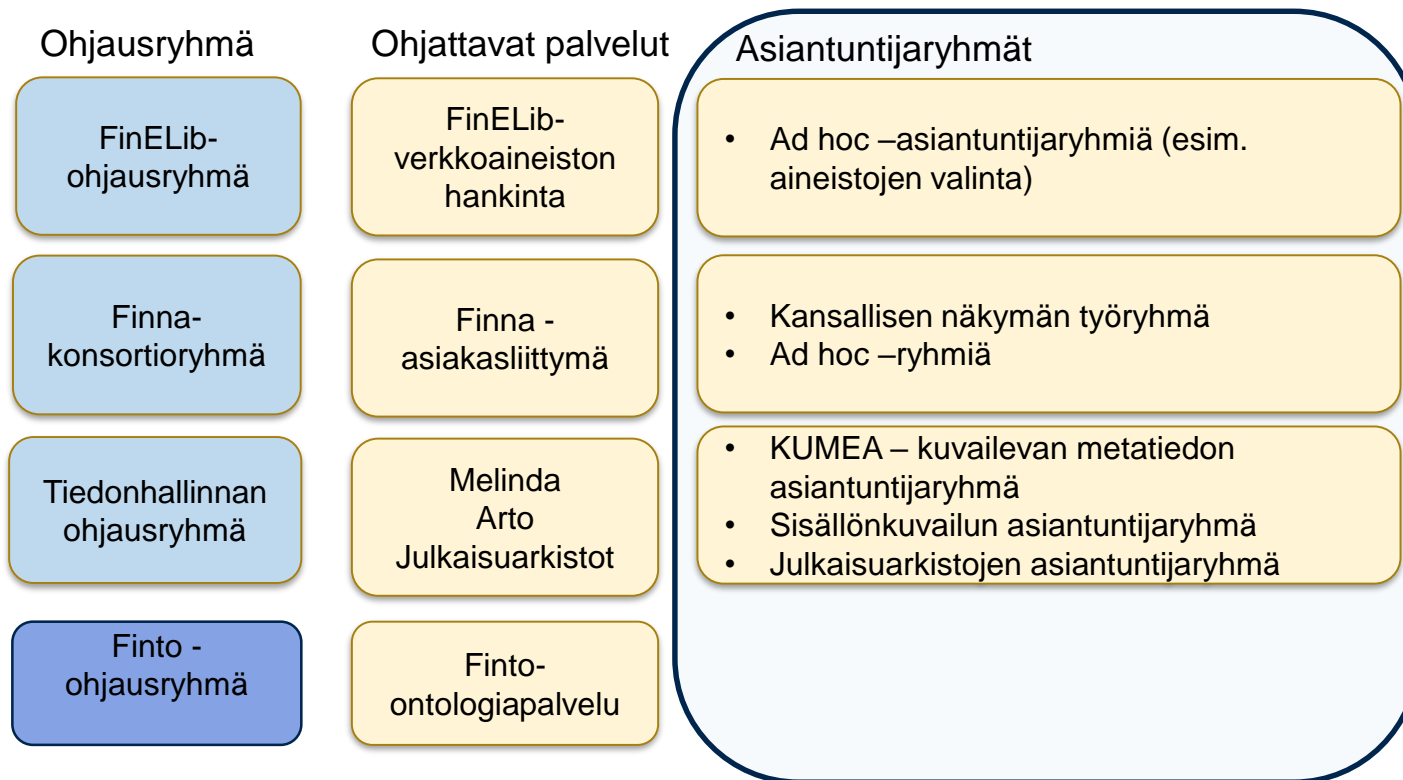 Ohjausryhmä
Ohjattavat palvelut
Asiantuntijaryhmät
FinELib-
ohjausryhmä
FinELib-
verkkoaineiston
hankinta
• Ad hoc –asiantuntijaryhmiä (esim.
aineistojen valinta)
Finna-
konsortioryhmä
Finna -
asiakasliittymä
• Kansallisen näkymän työryhmä
• Ad hoc –ryhmiä
Tiedonhallinnan
ohjausryhmä
Melinda
Arto
Julkaisuarkistot
• KUMEA – kuvailevan metatiedon
asiantuntijaryhmä
• Sisällönkuvailun asiantuntijaryhmä
• Julkaisuarkistojen asiantuntijaryhmä
Finto -
ohjausryhmä
Finto-
ontologiapalvelu